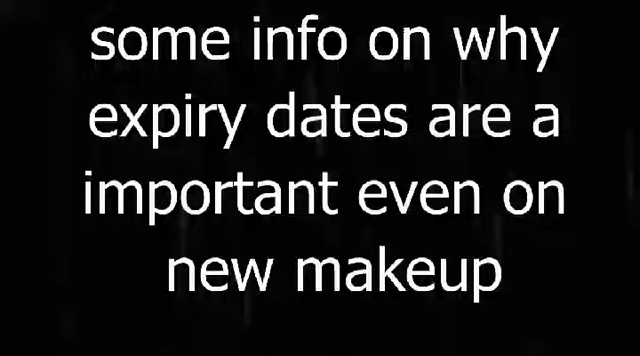 some info on why
expiry dates are a
important even on
new makeup